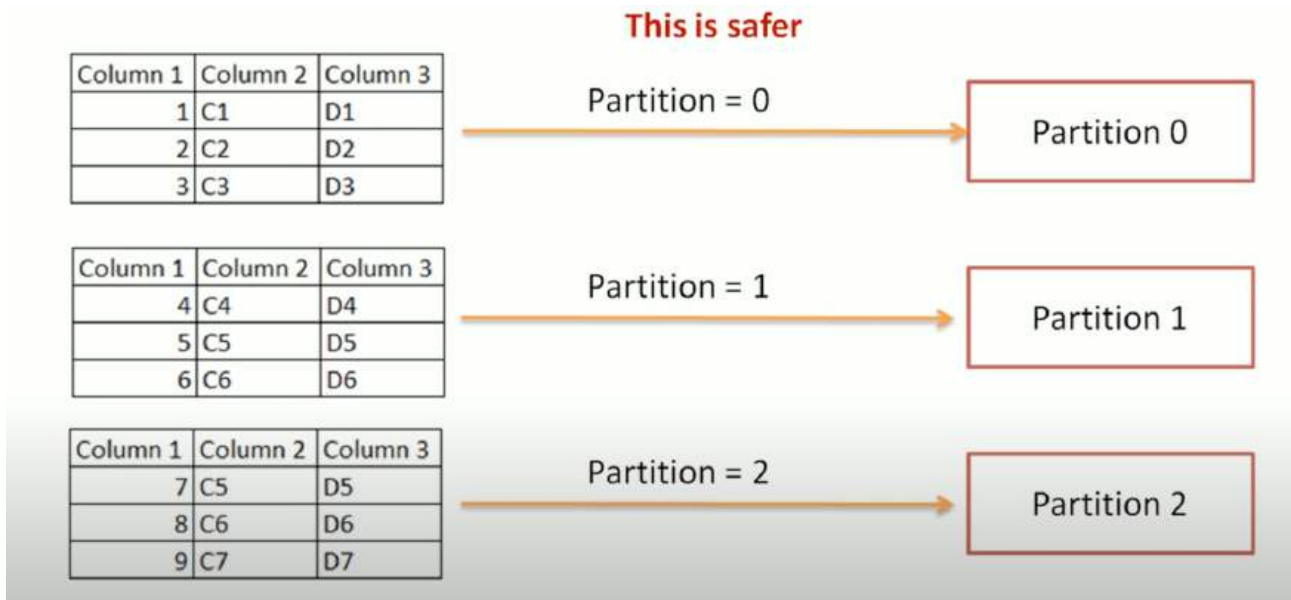 This is safer
Column 1 Column 2 Column 3
1 C1 D1
2 C2 D2
3 C3 D3
Partition = 0
Partition 0
Column 1 Column 2 Column 3
4 C4 D4
5 C5 D5
6 C6 D6
Partition = 1
Partition 1
Column 1 Column 2 Column 3
7 C5 D5
8 C6 D6
9 C7 D7
Partition = 2
Partition 2